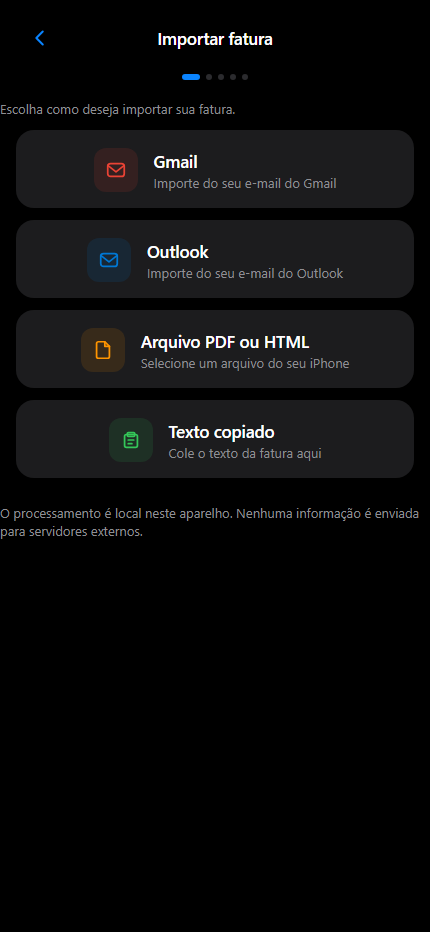 Importar fatura
Escolha como deseja importar sua fatura.
Gmail
Importe do seu e-mail do Gmail
Outlook
Importe do seu e-mail do Outlook
Arquivo PDF ou HTML
Selecione um arquivo do seu iPhone
Texto copiado
Cole o texto da fatura aqui
O processamento é local neste aparelho. Nenhuma informação é enviada
para servidores externos.